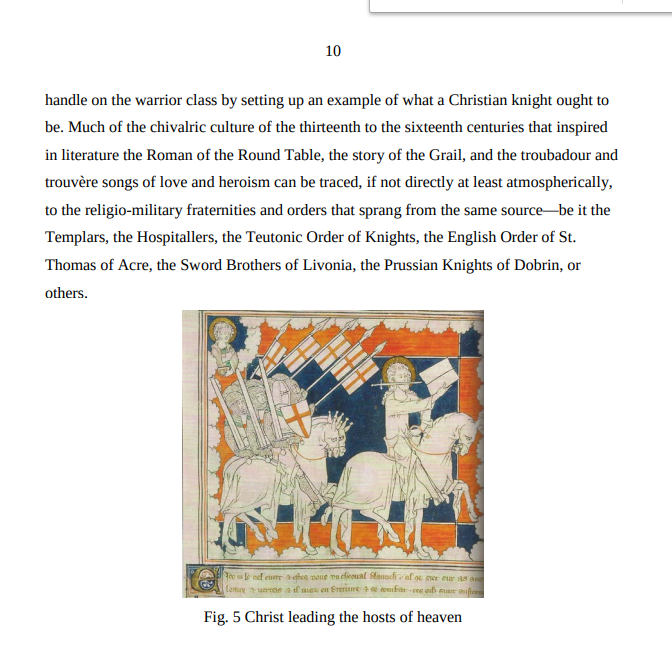 10
handle on the warrior class by setting up an example of what a Christian knight ought to
be. Much of the chivalric culture of the thirteenth to the sixteenth centuries that inspired
in literature the Roman of the Round Table, the story of the Grail, and the troubadour and
trouvère songs of love and heroism can be traced, if not directly at least atmospherically,
to the religio-military fraternities and orders that sprang from the same source—be it the
Templars, the Hospitallers, the Teutonic Order of Knights, the English Order of St.
Thomas of Acre, the Sword Brothers of Livonia, the Prussian Knights of Dobrin, or
others.
Fig. 5 Christ leading the hosts of heaven